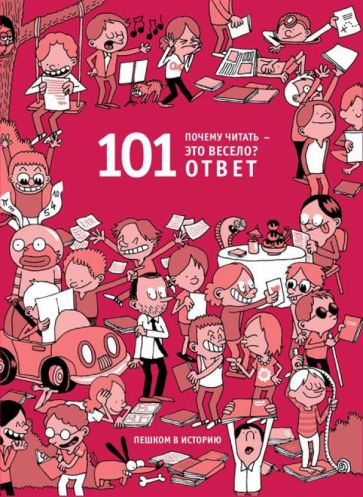 101
ПОЧЕМУ ЧИТАТЬ –
ЭТО ВЕСЕЛО?
ОТВЕТ
ПЕШКОМ В ИСТОРИЮ